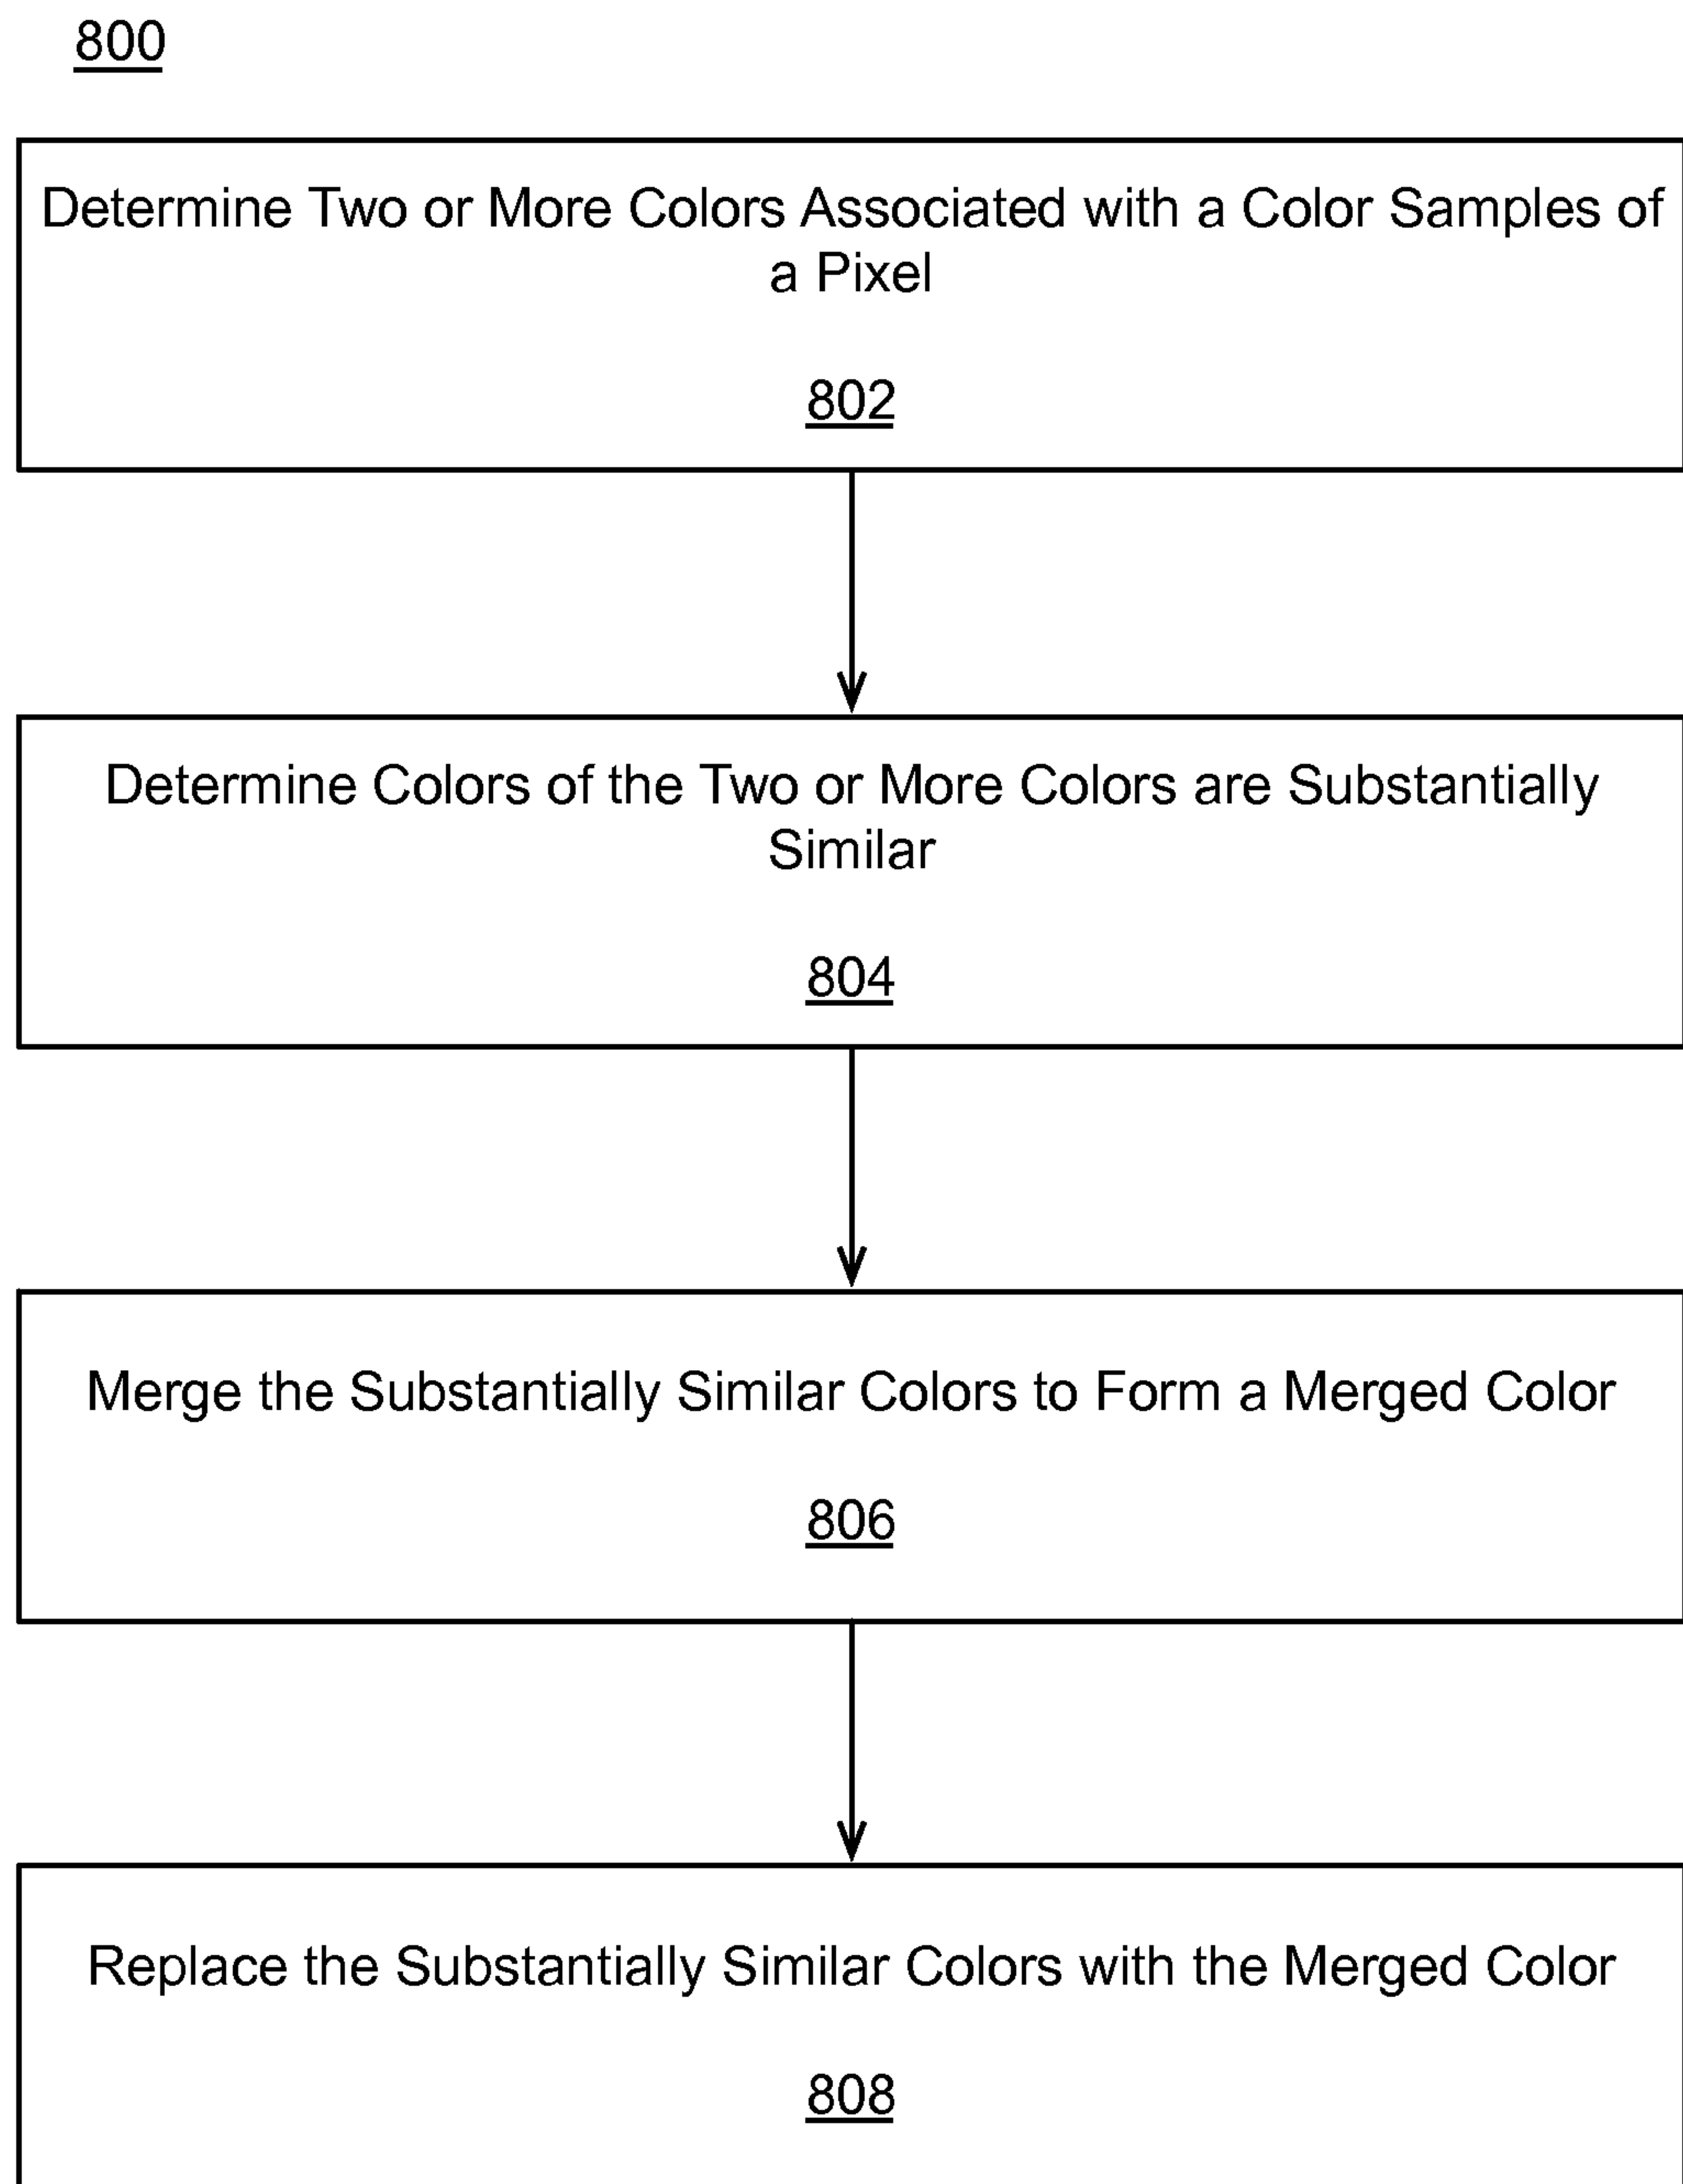 800
Determine Two or More Colors Associated with a Color Samples of
a Pixel
802
Determine Colors of the Two or More Colors are Substantially
Similar
804
Merge the Substantially Similar Colors to Form a Merged Color
806
Replace the Substantially Similar Colors with the Merged Color
808